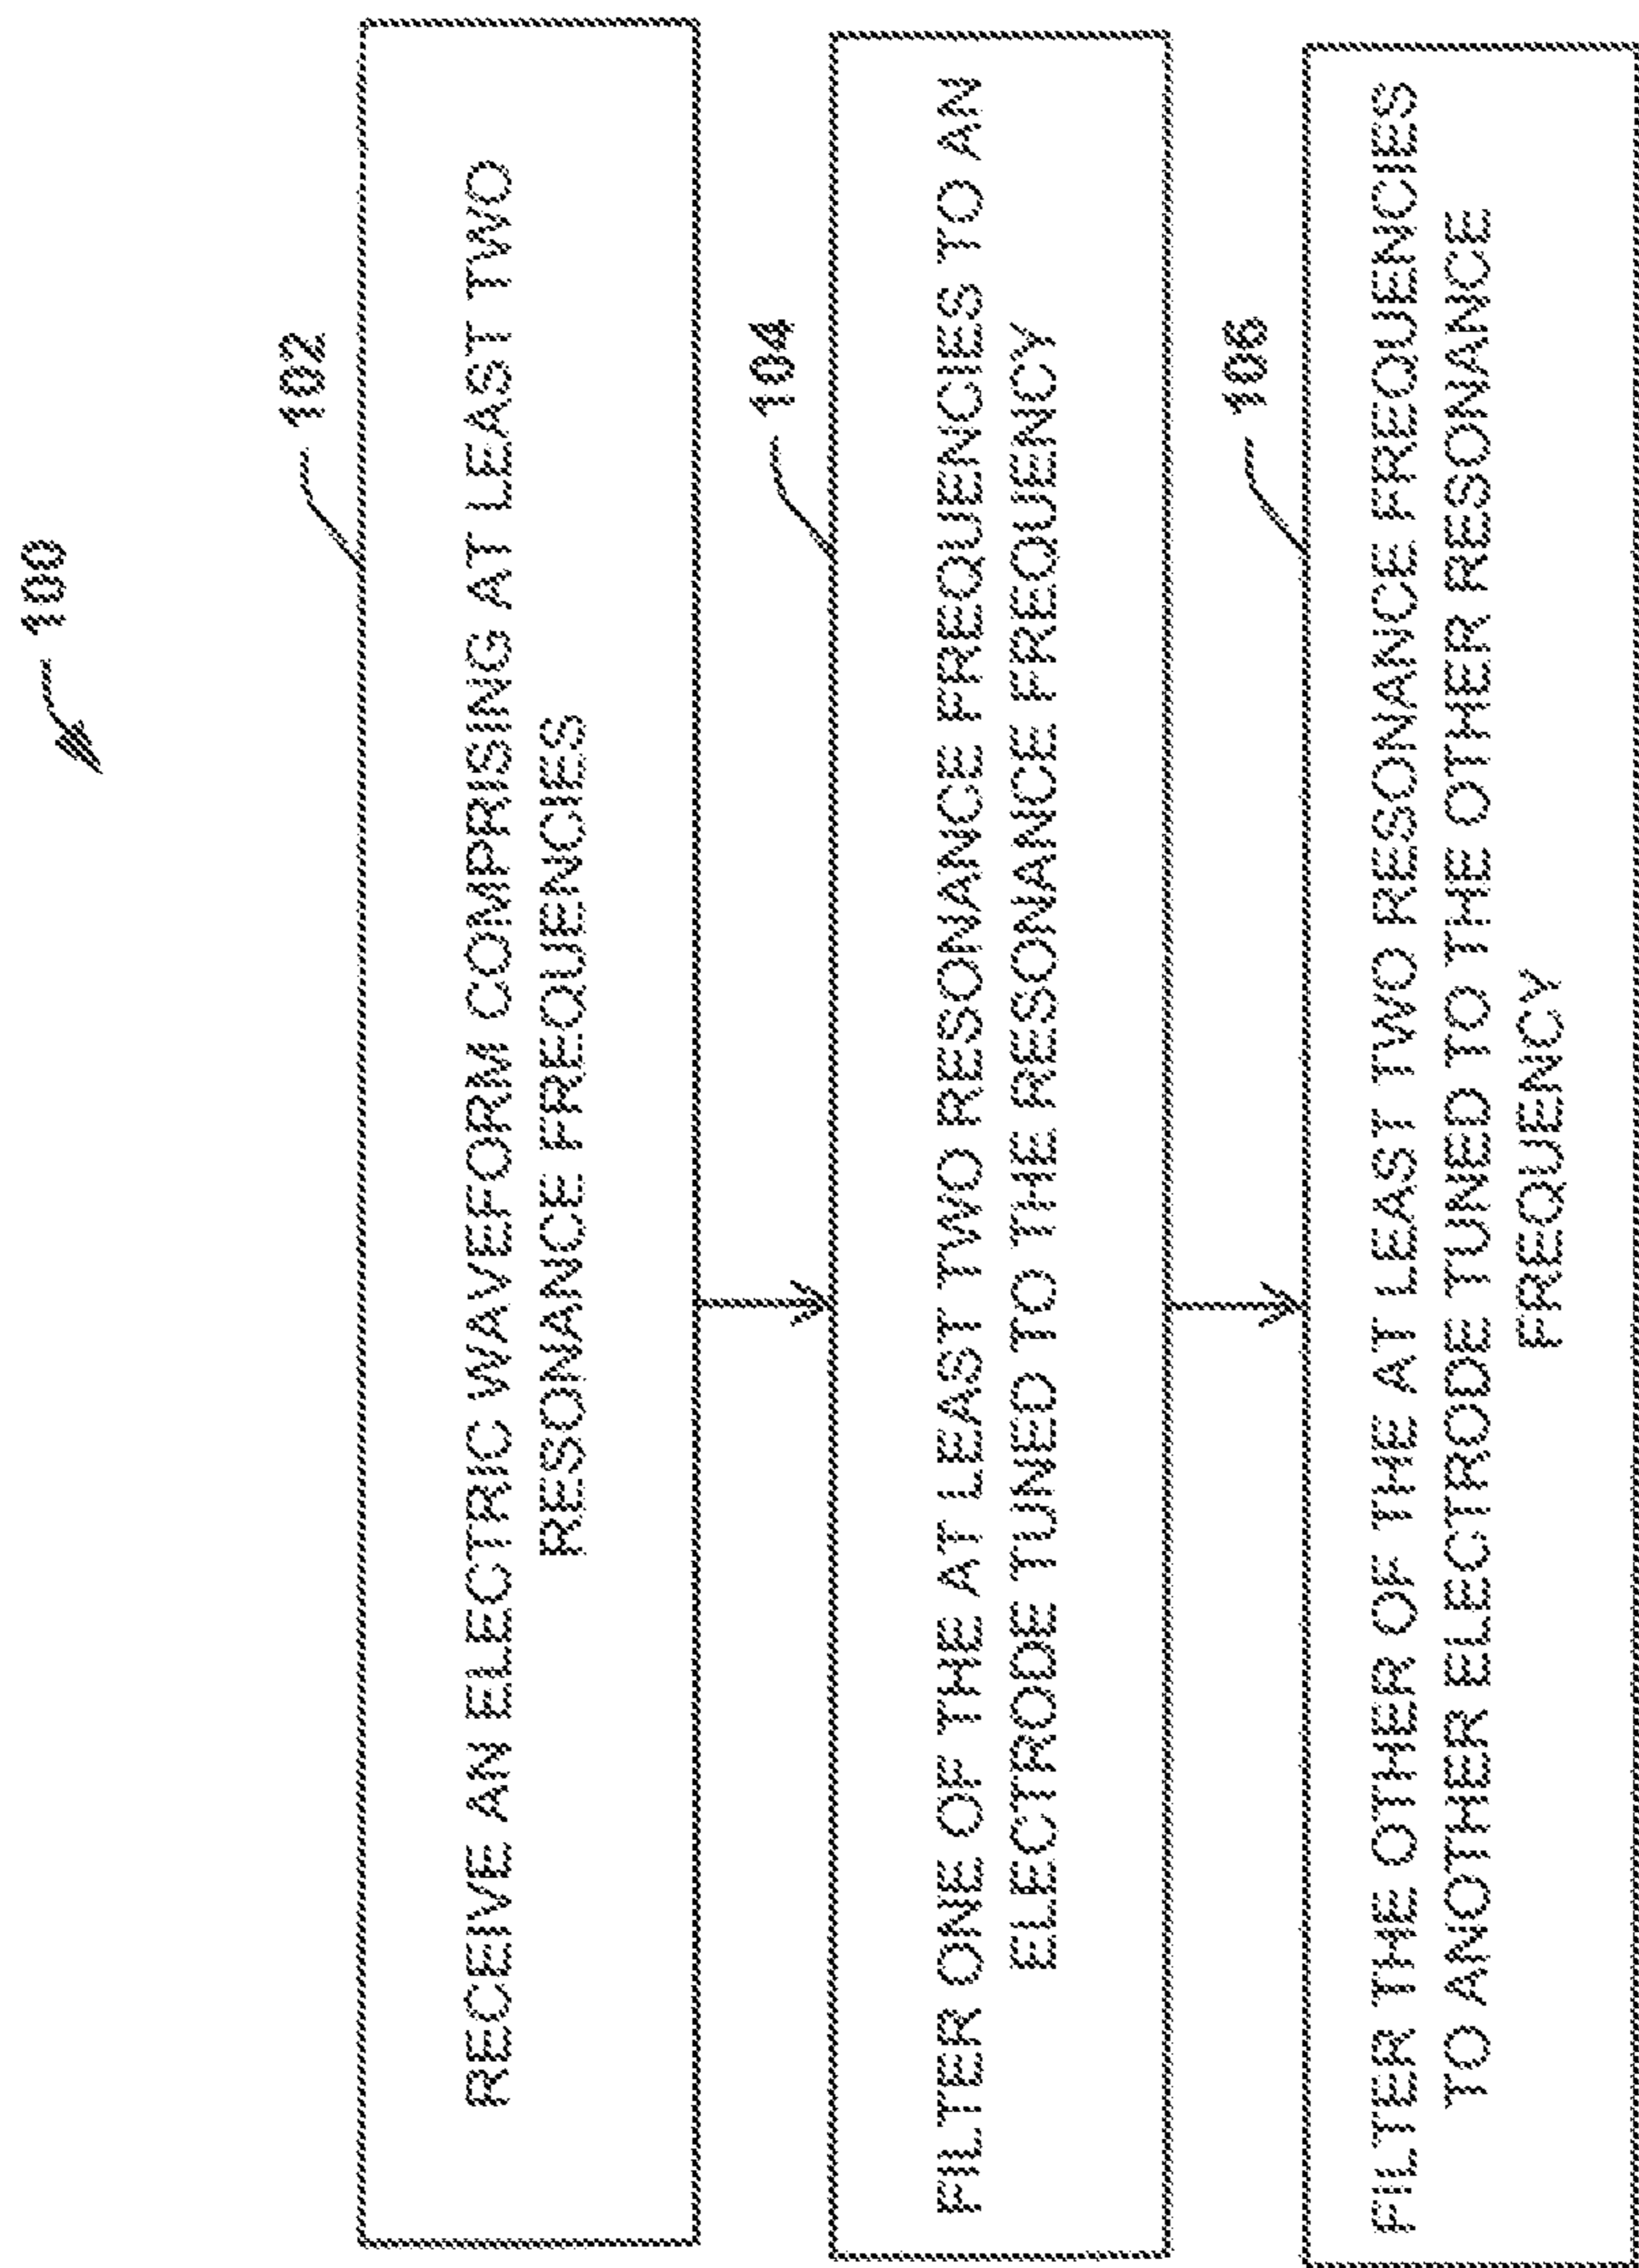 100
102
RECEIVE AN ELECTRIC WAVEFORM COMPRISING AT LEAST TWO
RESONANCE FREQUENCIES
104
FILTER ONE OF THE AT LEAST TWO RESONANCE FREQUENCIES TO AN
ELECTRODE TUNED TO THE RESONANCE FREQUENCY
106
FILTER THE OTHER OF THE AT LEAST TWO RESONANCE FREQUENCIES
TO ANOTHER ELECTRODE TUNED TO THE OTHER RESONANCE
FREQUENCY